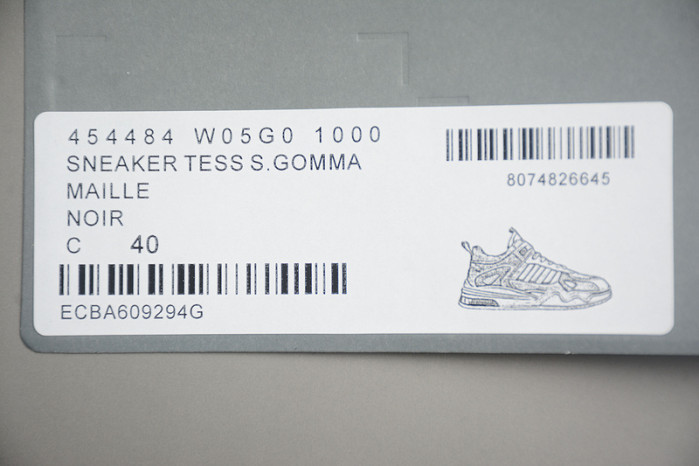 454484 W05G0 1000
SNEAKER TESS S.GOMMA
MAILLE
NOIR
C 40
ECBA609294G
8074826645